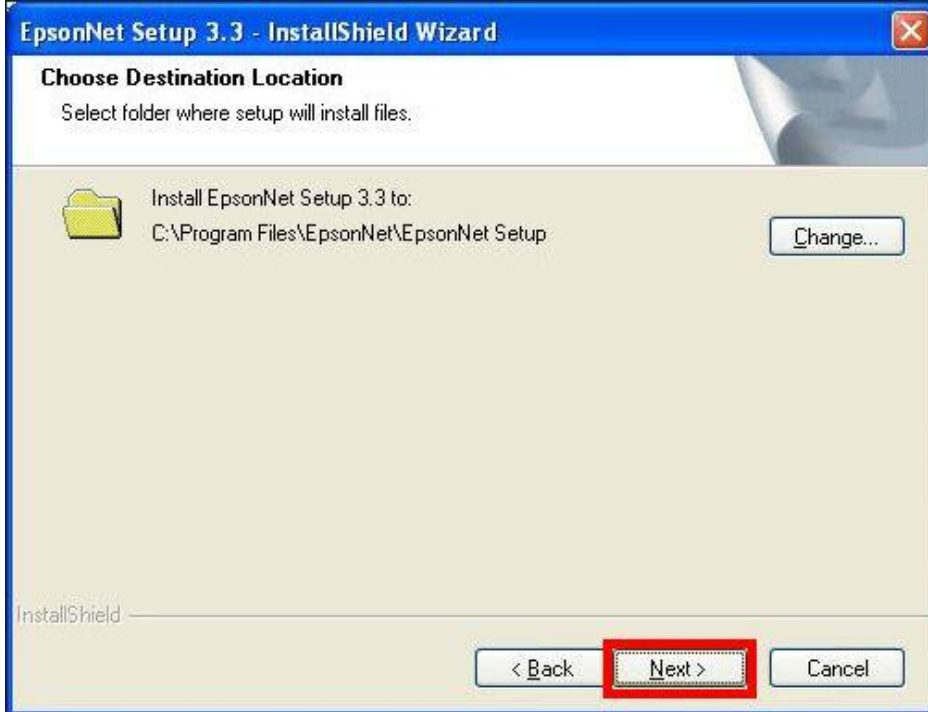 EpsonNet Setup 3.3 - InstallShield Wizard
Choose Destination Location
Select folder where setup will install files.
Install EpsonNet Setup 3.3 to:
C:\Program Files\EpsonNet\EpsonNet Setup
Change...
InstallShield
< Back
Next >
Cancel